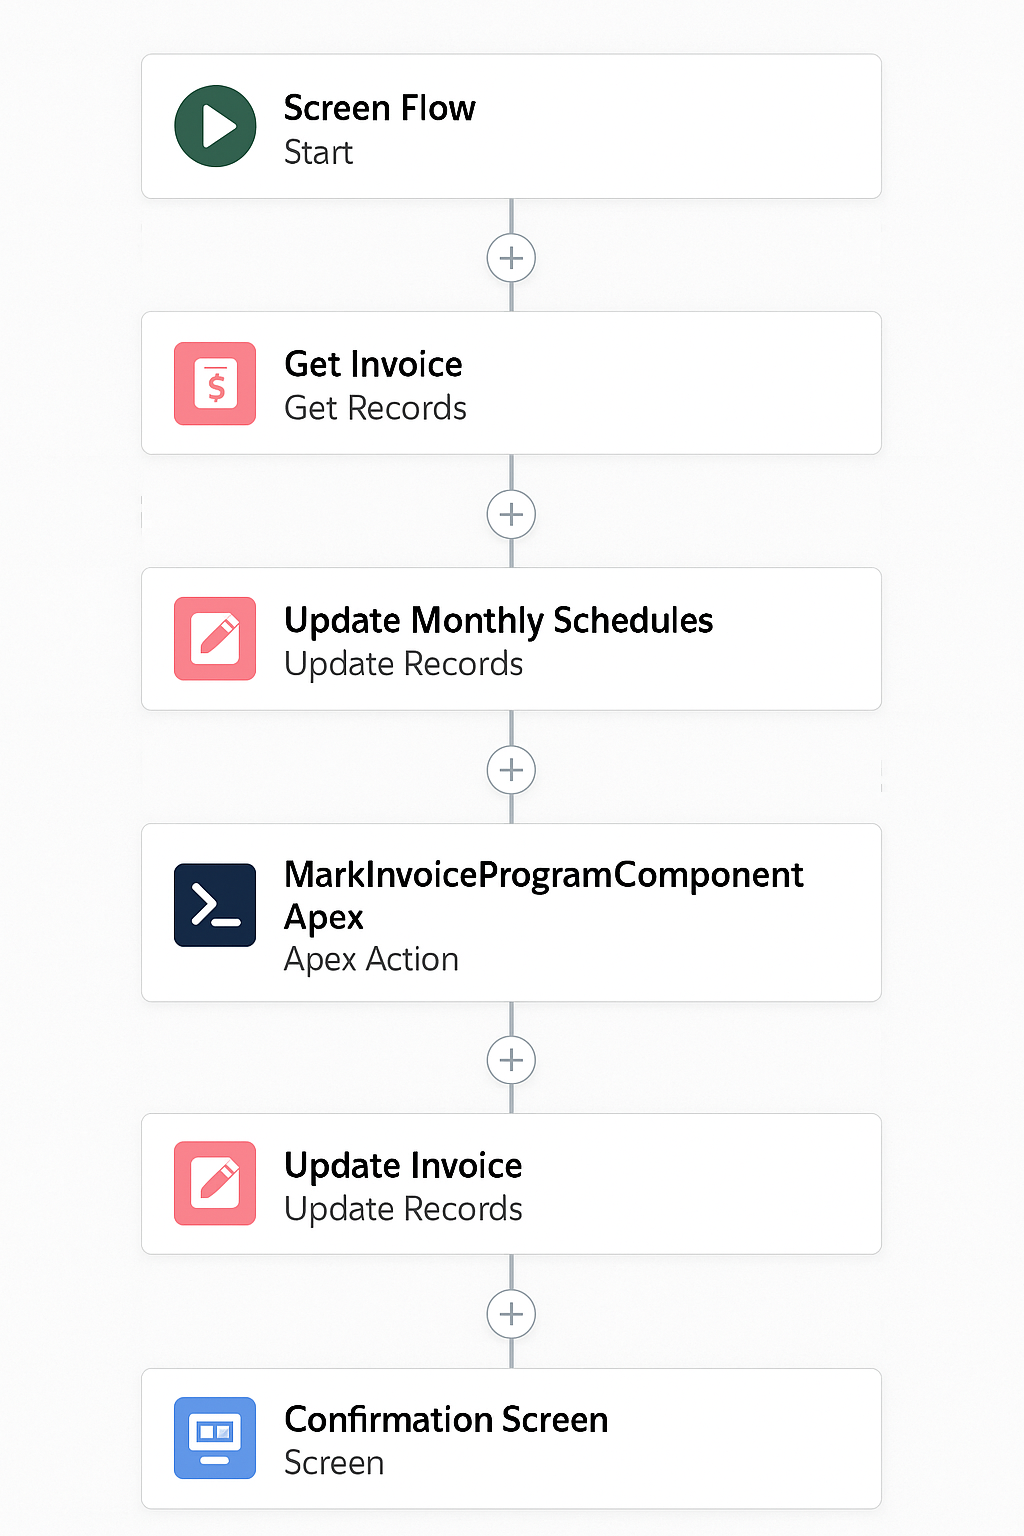 Screen Flow
Start
Get Invoice
$
Get Records
Update Monthly Schedules
Update Records
MarkInvoiceProgramComponent
Apex
Apex Action
Update Invoice
Update Records
Confirmation Screen
Screen